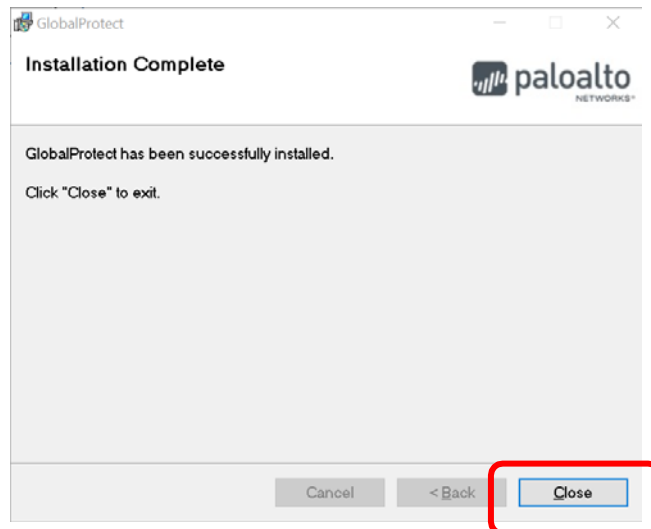 GlobalProtect
Installation Complete
paloalto
NETWORKS®
GlobalProtect has been successfully installed.
Click "Close" to exit.
Cancel
< Back
Close